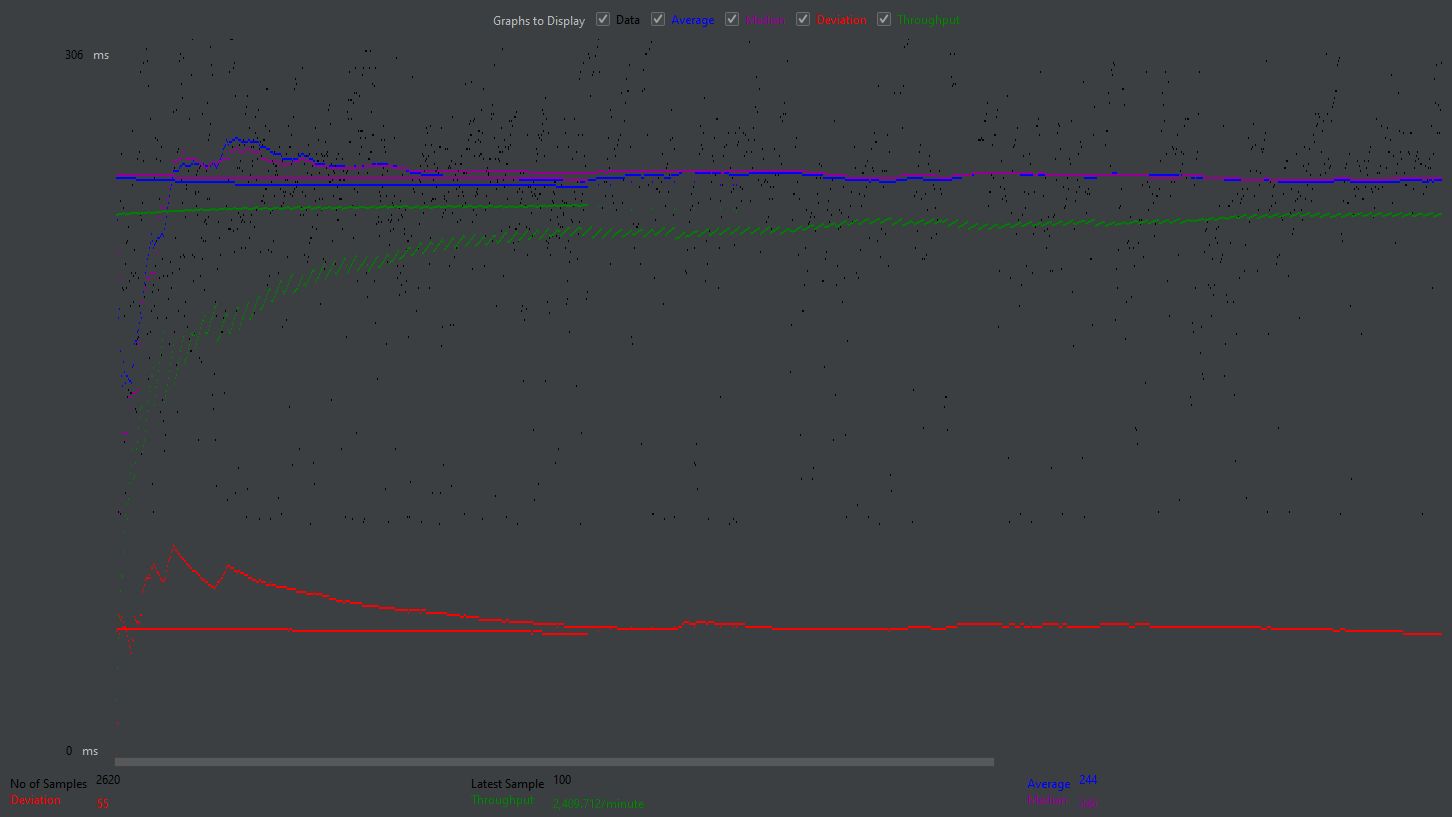 Graphs to Display Data Average Median Deviation Throughput
306 ms
0 ms
No of Samples 2620 Latest Sample 100 Average 244
Deviation 55 Throughput 2,409.712/minute Median